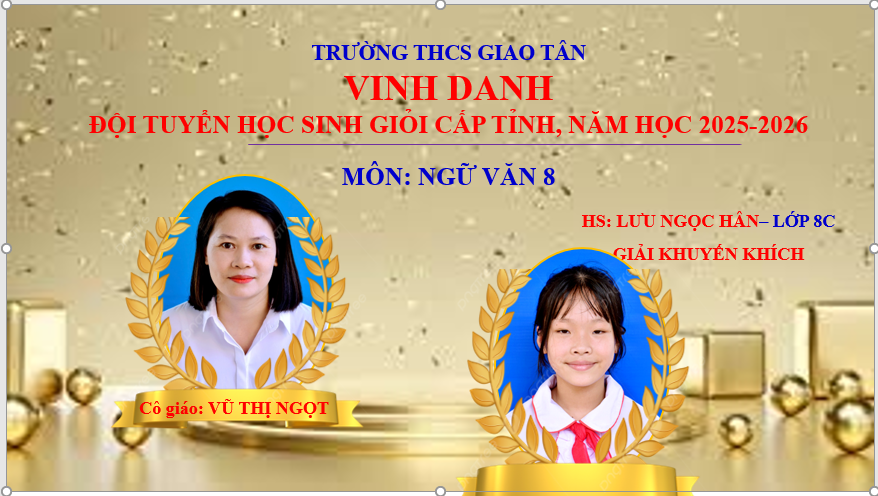 TRƯỜNG THCS GIAO TÂN
VINH DANH
ĐỘI TUYỂN HỌC SINH GIỎI CẤP TỈNH, NĂM HỌC 2025-2026
MÔN: NGỮ VĂN 8
HS: LƯU NGỌC HÂN– LỚP 8C
GIẢI KHUYẾN KHÍCH
Cô giáo: VŨ THỊ NGỌT